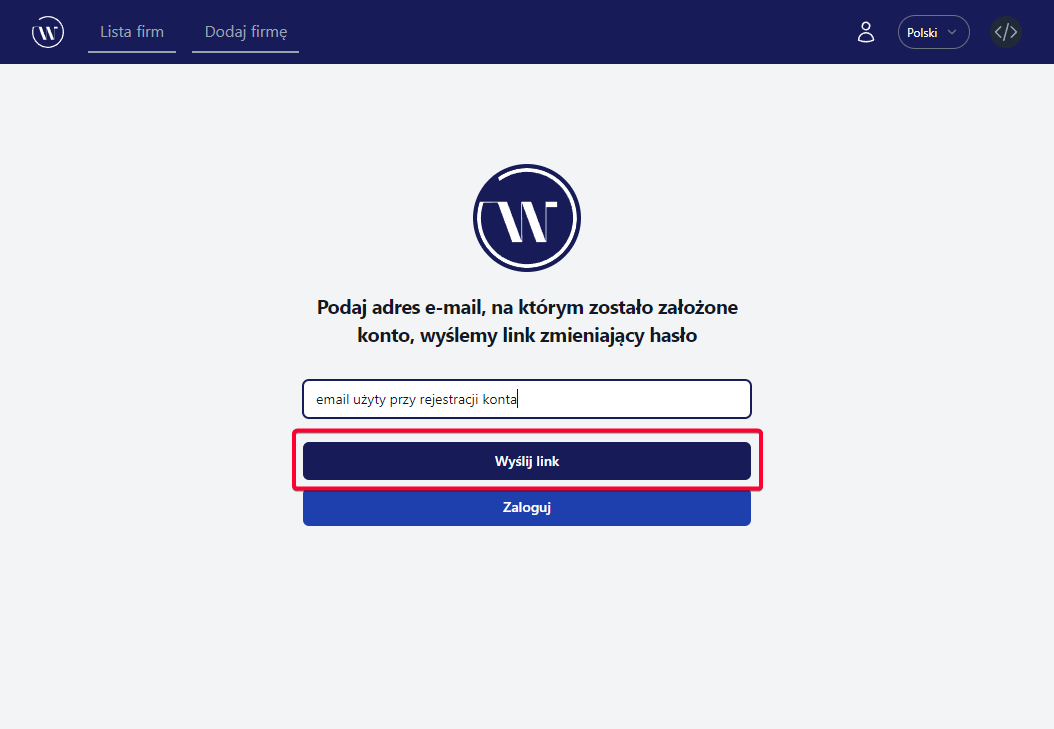 Lista firm
Dodaj firmę
Polski
Podaj adres e-mail, na którym zostało założone
konto, wyślemy link zmieniający hasło
email użyty przy rejestracji konta
Wyślij link
Zaloguj